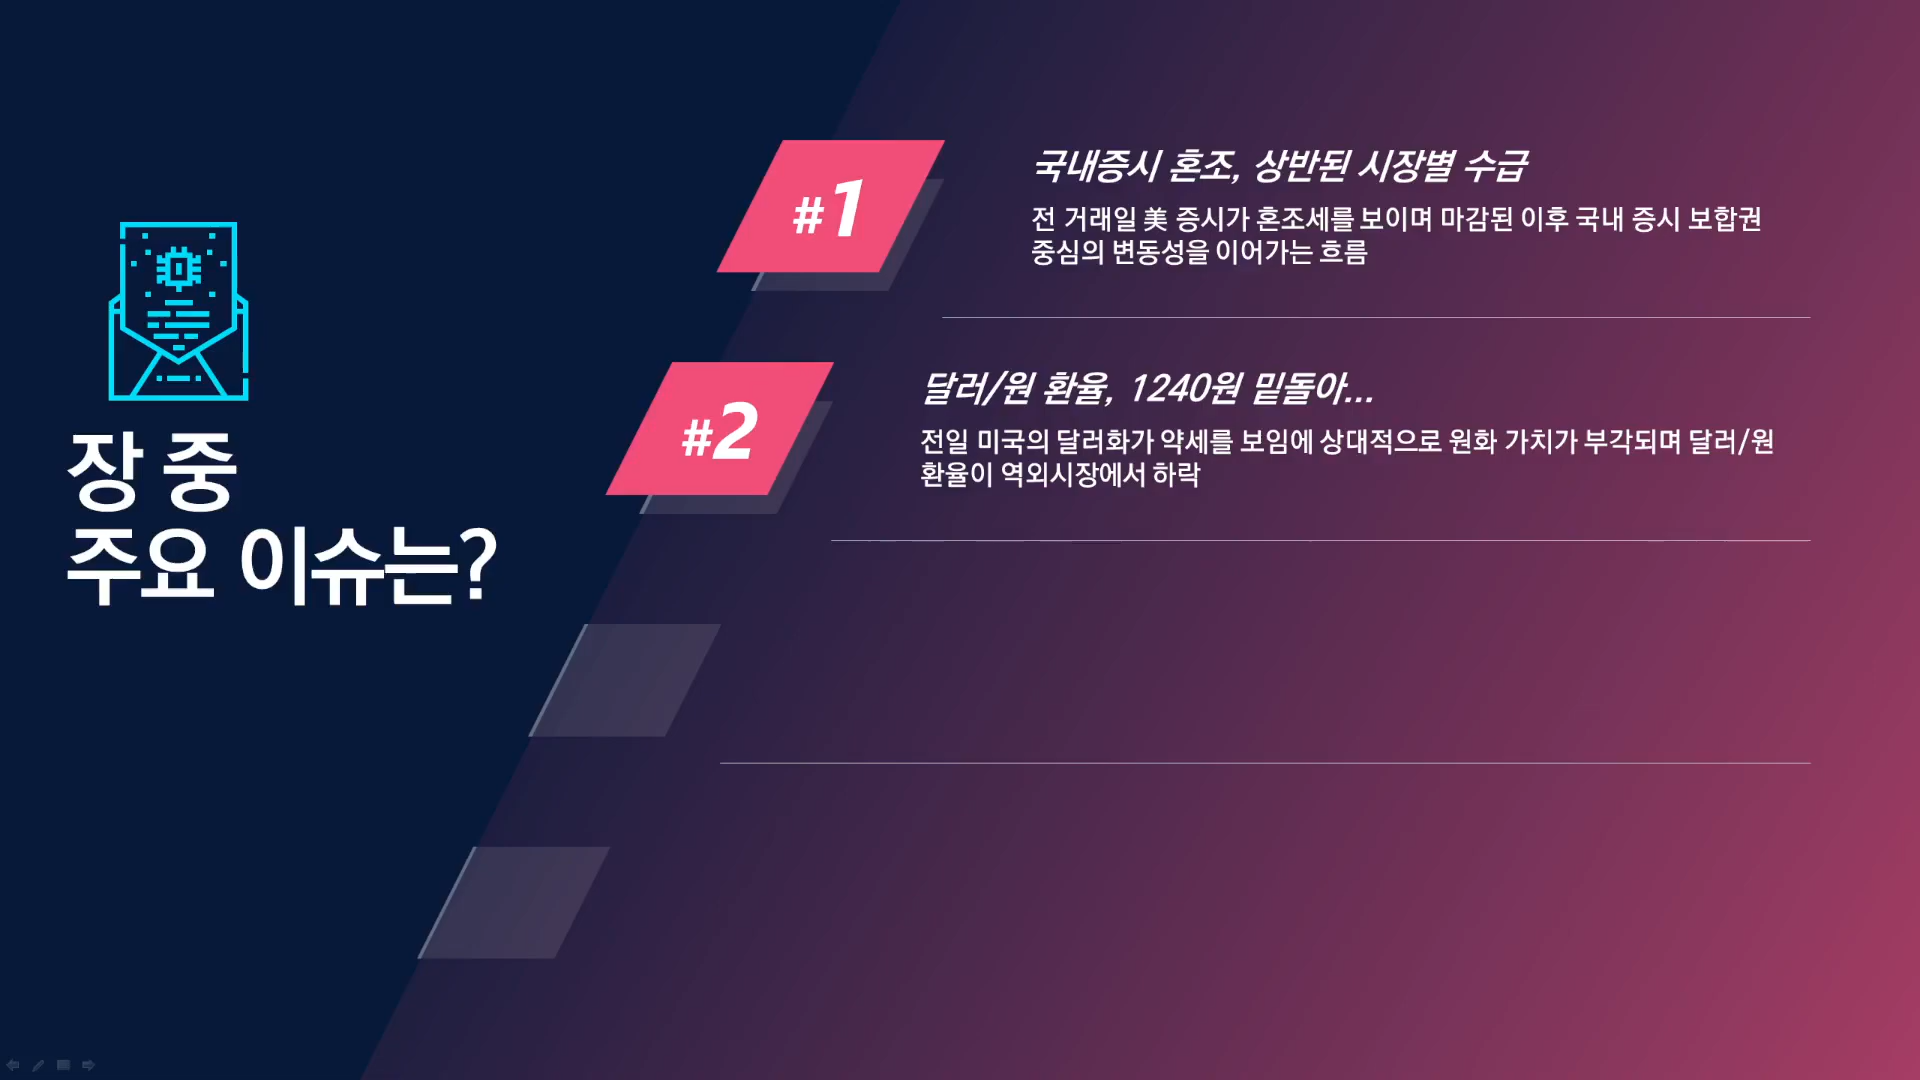 장 중
주요 이슈는?
#1
국내증시 혼조, 상반된 시장별 수급
전 거래일 美 증시가 혼조세를 보이며 마감된 이후 국내 증시 보합권
중심의 변동성을 이어가는 흐름
#2
달러/원 환율, 1240원 밑돌아...
전일 미국의 달러화가 약세를 보임에 상대적으로 원화 가치가 부각되며 달러/원
환율이 역외시장에서 하락